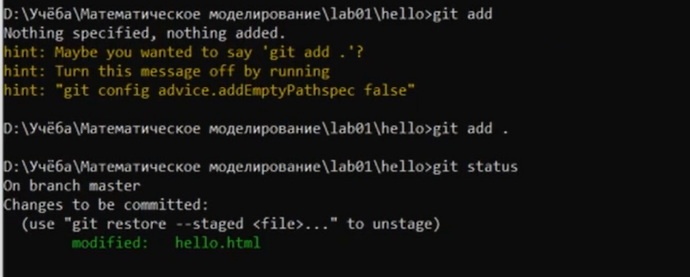 D:\Учёба\Математическое моделирование\lab01\hello>git add
Nothing specified, nothing added.
hint: Maybe you wanted to say 'git add .'?
hint: Turn this message off by running
hint: "git config advice.addEmptyPathspec false"
D:\Учёба\Математическое моделирование\lab01\hello>git add .
D:\Учёба\Математическое моделирование\lab01\hello>git status
On branch master
Changes to be committed:
(use "git restore --staged <file>..." to unstage)
modified:   hello.html